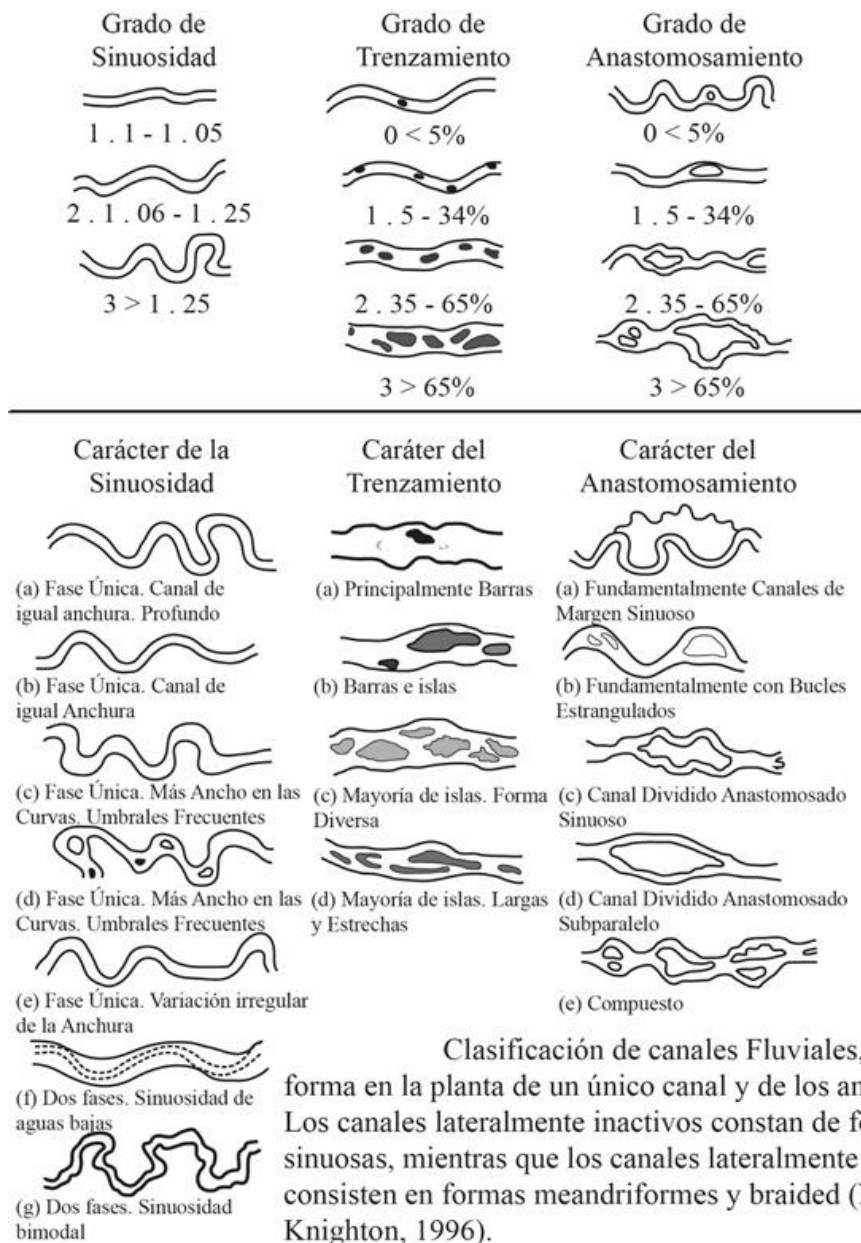 Grado de
Sinuosidad
1 . 1 - 1 . 05
2 . 1 . 06 - 1 . 25
3 > 1 . 25
Grado de
Trenzamiento
0 < 5%
1 . 5 - 34%
2 . 35 - 65%
3 > 65%
Grado de
Anastomosamiento
0 < 5%
1 . 5 - 34%
2 . 35 - 65%
3 > 65%
Carácter de la
Sinuosidad
(a) Fase Única. Canal de
igual anchura. Profundo
(b) Fase Única. Canal de
igual Anchura
(c) Fase Única. Más Ancho en las
Curvas. Umbrales Frecuentes
(d) Fase Única. Más Ancho en las
Curvas. Umbrales Frecuentes
(e) Fase Única. Variación irregular
de la Anchura
(f) Dos fases. Sinuosidad de
aguas bajas
(g) Dos fases. Sinuosidad
bimodal
Caráter del
Trenzamiento
(a) Principalmente Barras
(b) Barras e islas
(c) Mayoría de islas. Forma
Diversa
(d) Mayoría de islas. Largas
y Estrechas
Carácter del
Anastomosamiento
(a) Fundamentalmente Canales de
Margen Sinuoso
(b) Fundamentalmente con Bucles
Estrangulados
(c) Canal Dividido Anastomosado
Sinuoso
(d) Canal Dividido Anastomosado
Subparalelo
(e) Compuesto
Clasificación de canales Fluviales,
forma en la planta de un único canal y de los
Los canales lateralmente inactivos constan de
sinuosas, mientras que los canales lateralmente
consisten en formas meandriformes y braided
Knighton, 1996).